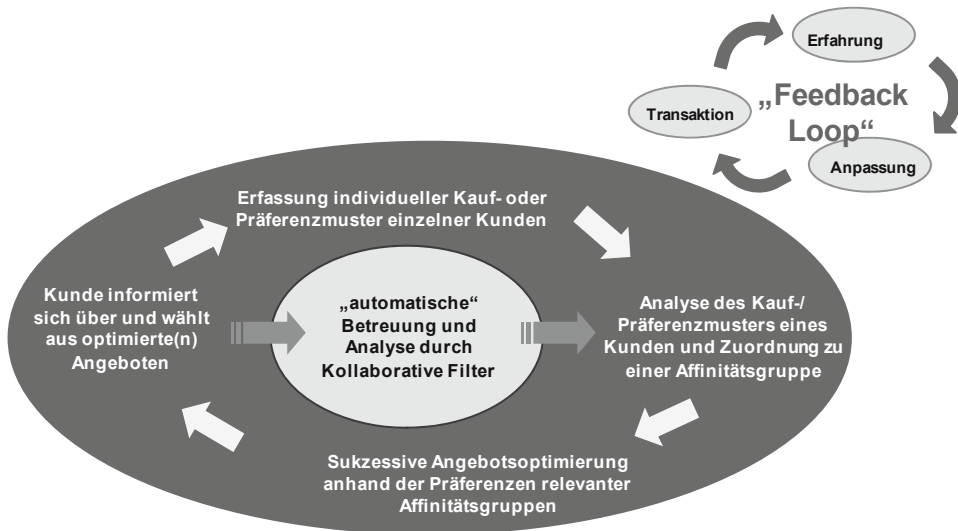 Erfahrung
„Feedback
Loop“
Transaktion
Anpassung
Erfassung individueller Kauf- oder
Präferenzmuster einzelner Kunden
Kunde informiert
sich über und wählt
aus optimierte(n)
Angeboten
„automatische“
Betreuung und
Analyse durch
Kollaborative Filter
Analyse des Kauf-/
Präferenzmusters eines
Kunden und Zuordnung zu
einer Affinitätsgruppe
Sukzessive Angebotsoptimierung
anhand der Präferenzen relevanter
Affinitätsgruppen